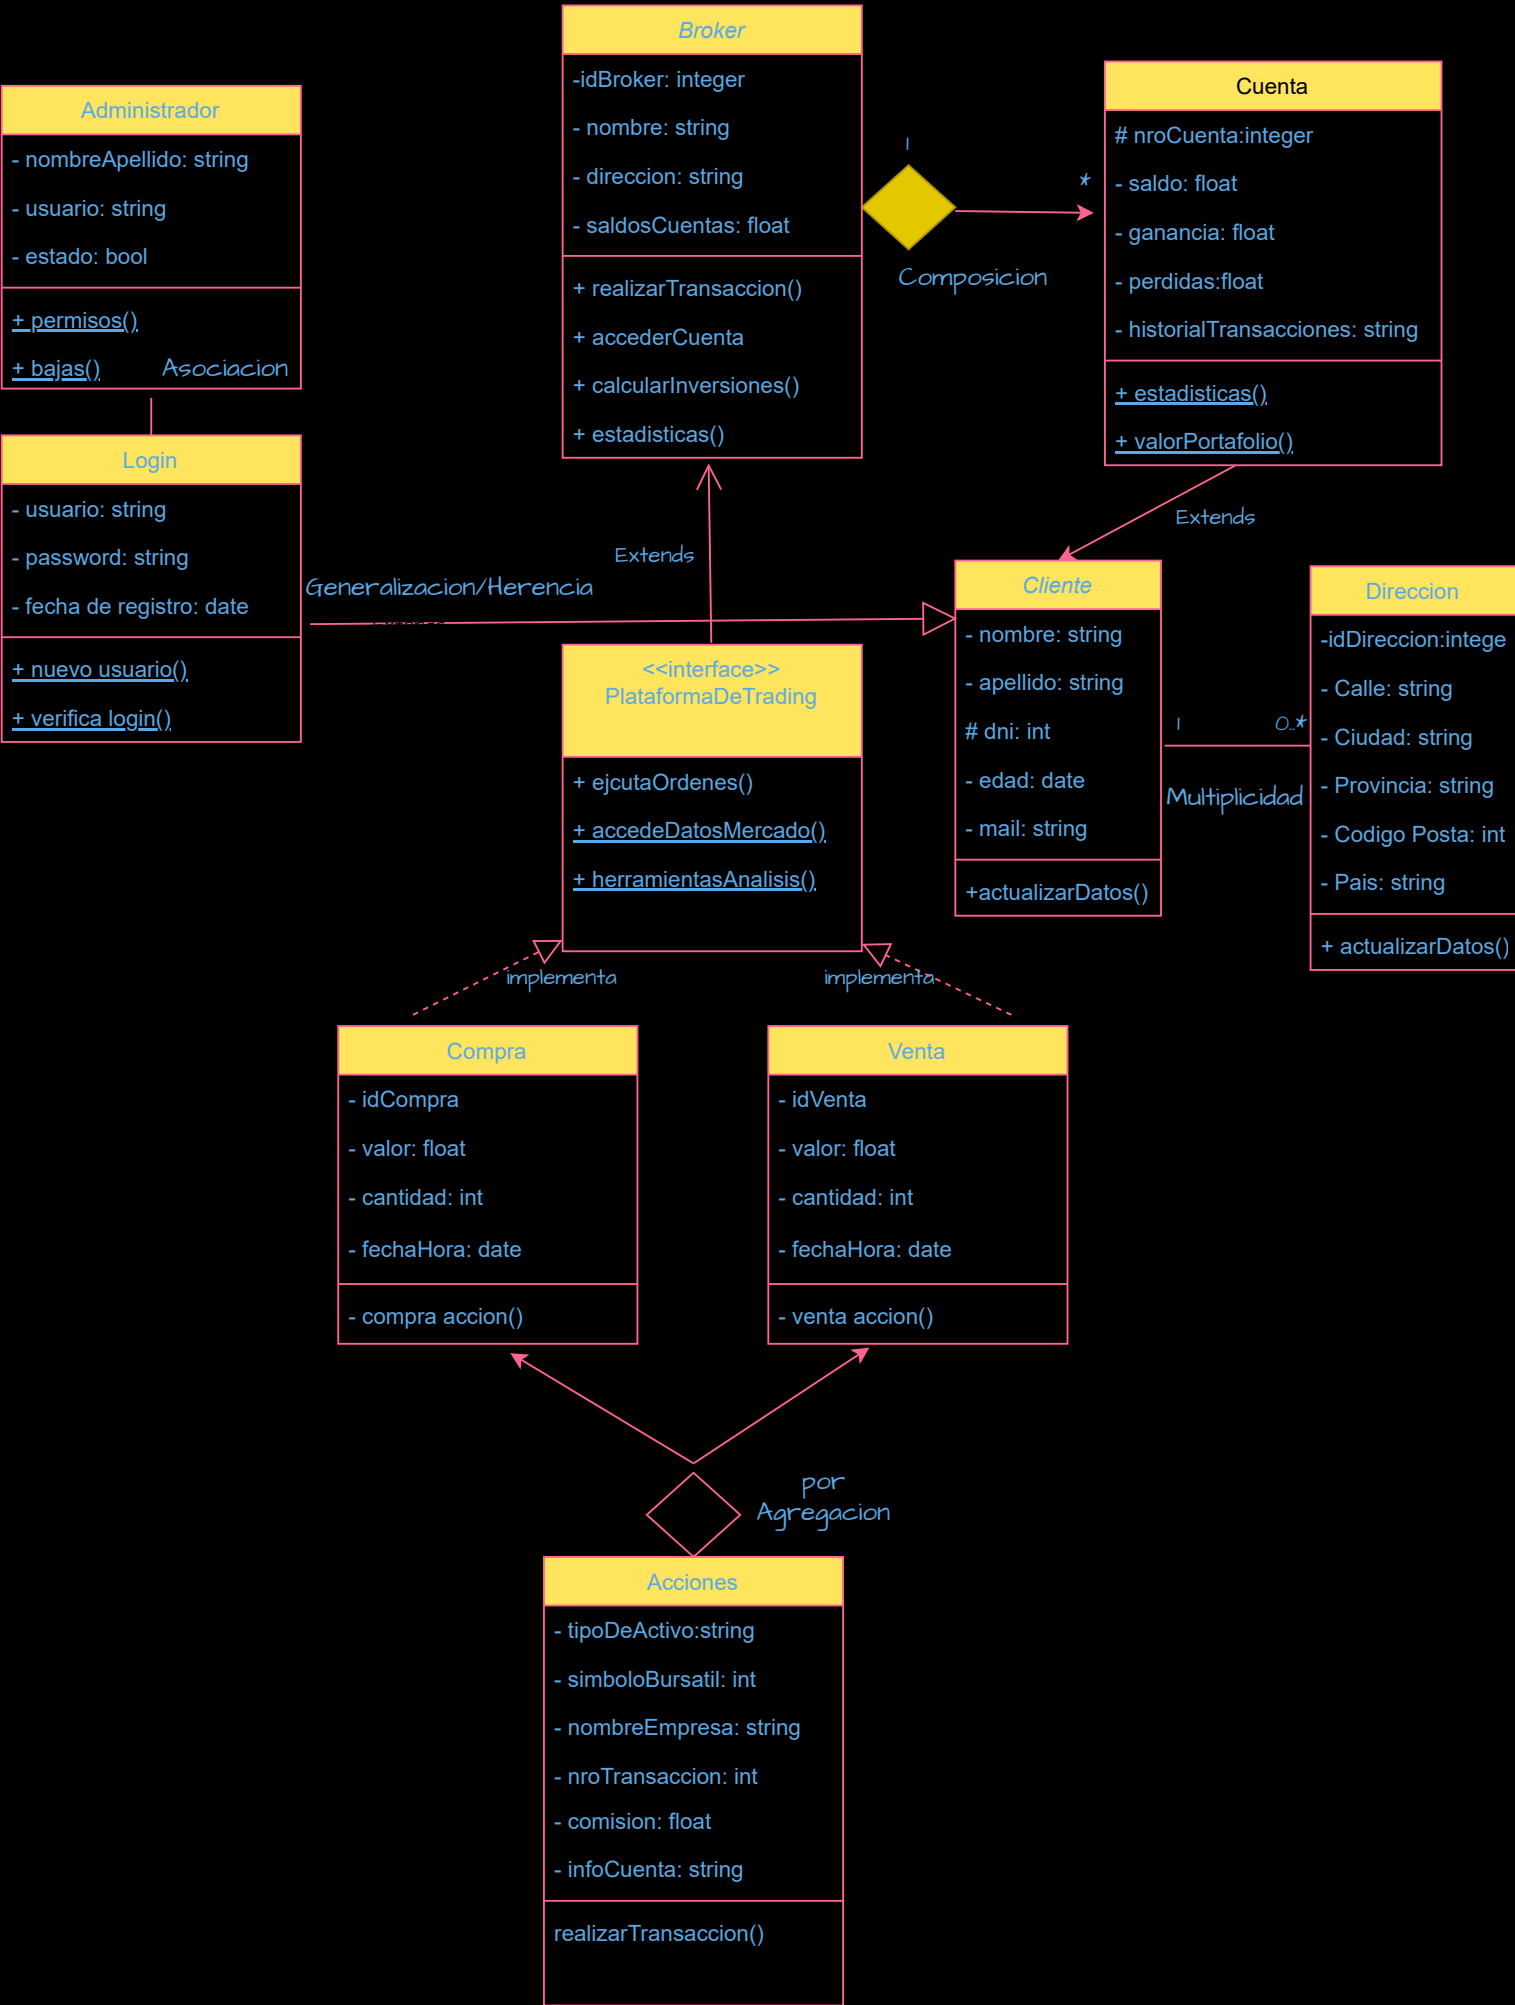 Broker
-idBroker: integer
- nombre: string
- direccion: string
- saldosCuentas: float
+ realizarTransaccion()
+ accederCuenta
+ calcularInversiones()
+ estadisticas()
Administrador
- nombreApellido: string
- usuario: string
- estado: bool
+ permisos()
+ bajas()
Asociacion
1
*
Composicion
Cuenta
# nroCuenta:integer
- saldo: float
- ganancia: float
- perdidas:float
- historialTransacciones: string
+ estadisticas()
+ valorPortafolio()
Login
- usuario: string
- password: string
- fecha de registro: date
+ nuevo usuario()
+ verifica login()
Extends
Generalizacion/Herencia
Extends
<<interface>>
PlataformaDeTrading
+ ejcutaOrdenes()
+ accedeDatosMercado()
+ herramientasAnalisis()
Cliente
- nombre: string
- apellido: string
# dni: int
- edad: date
- mail: string
+actualizarDatos()
1
0..*
Multiplicidad
Direccion
-idDireccion:intege
- Calle: string
- Ciudad: string
- Provincia: string
- Codigo Posta: int
- Pais: string
+ actualizarDatos()
implementa
implementa
Compra
- idCompra
- valor: float
- cantidad: int
- fechaHora: date
- compra accion()
Venta
- idVenta
- valor: float
- cantidad: int
- fechaHora: date
- venta accion()
por
Agregacion
Acciones
- tipoDeActivo:string
- simboloBursatil: int
- nombreEmpresa: string
- nroTransaccion: int
- comision: float
- infoCuenta: string
realizarTransaccion()